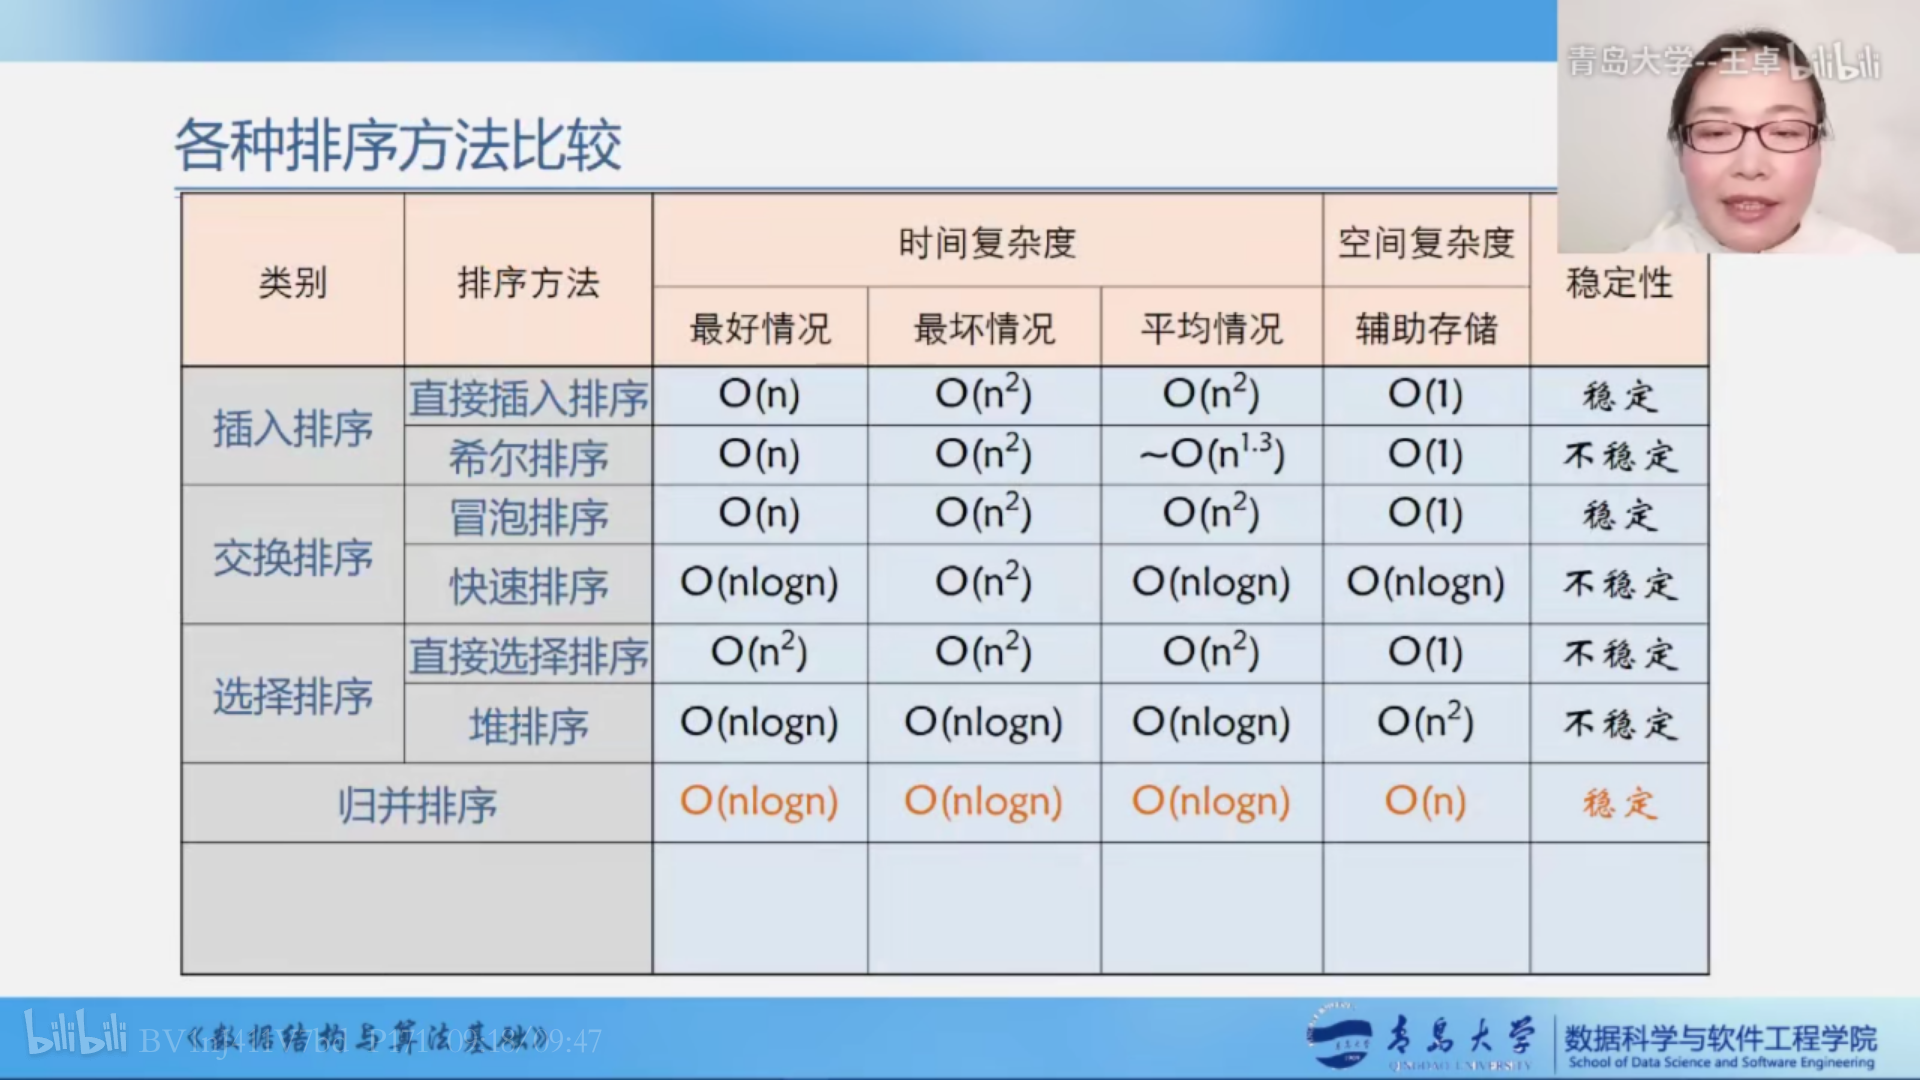 青岛大学--王卓 bilibili
各种排序方法比较
类别 排序方法 时间复杂度 空间复杂度 稳定性
最好情况 最坏情况 平均情况 辅助存储
插入排序 直接插入排序 O(n) O(n²) O(n²) O(1) 稳定
希尔排序 O(n) O(n²) ~O(n¹·³) O(1) 不稳定
交换排序 冒泡排序 O(n) O(n²) O(n²) O(1) 稳定
快速排序 O(nlogn) O(n²) O(nlogn) O(nlogn) 不稳定
选择排序 直接选择排序 O(n²) O(n²) O(n²) O(1) 不稳定
堆排序 O(nlogn) O(nlogn) O(nlogn) O(n²) 不稳定
归并排序 O(nlogn) O(nlogn) O(nlogn) O(n) 稳定
bilibili
《数据结构与算法基础》
青岛大学
QINGDAO UNIVERSITY
数据科学与软件工程学院
School of Data Science and Software Engineering